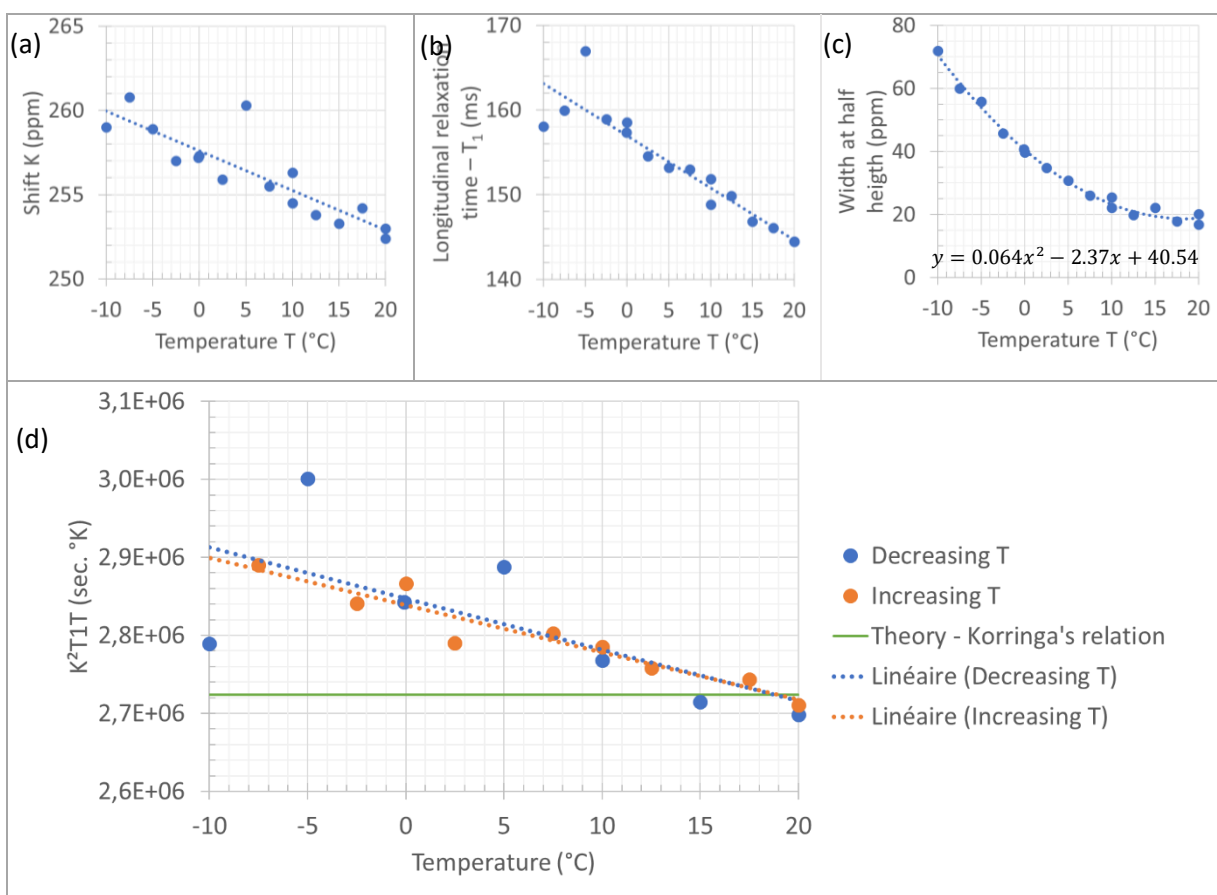 (a)
265
260
255
250
Shift K (ppm)
-10 -5 0 5 10 15 20
Temperature T (°C)
(b)
170
160
150
140
Longitudinal relaxation
time – T1 (ms)
-10 -5 0 5 10 15 20
Temperature T (°C)
(c)
80
60
40
20
0
Width at half
heigth (ppm)
y = 0.064x² − 2.37x + 40.54
-10 -5 0 5 10 15 20
Temperature T (°C)
(d)
3,1E+06
3,0E+06
2,9E+06
2,8E+06
2,7E+06
2,6E+06
K²T1T (sec. °K)
-10 -5 0 5 10 15 20
Temperature (°C)
Decreasing T
Increasing T
Theory - Korringa's relation
Linéaire (Decreasing T)
Linéaire (Increasing T)